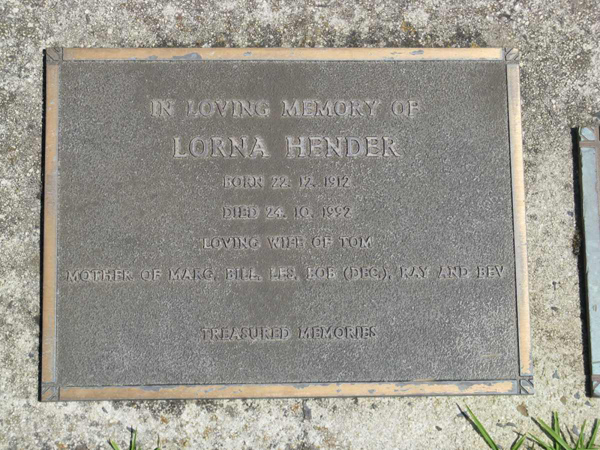 IN LOVING MEMORY OF
LORNA HENDER
BORN 22. 12. 1912
DIED 24. 10. 1992
LOVING WIFE OF TOM
MOTHER OF MARG, BILL, LES, BOB (DEC), RAY AND BEV
TREASURED MEMORIES